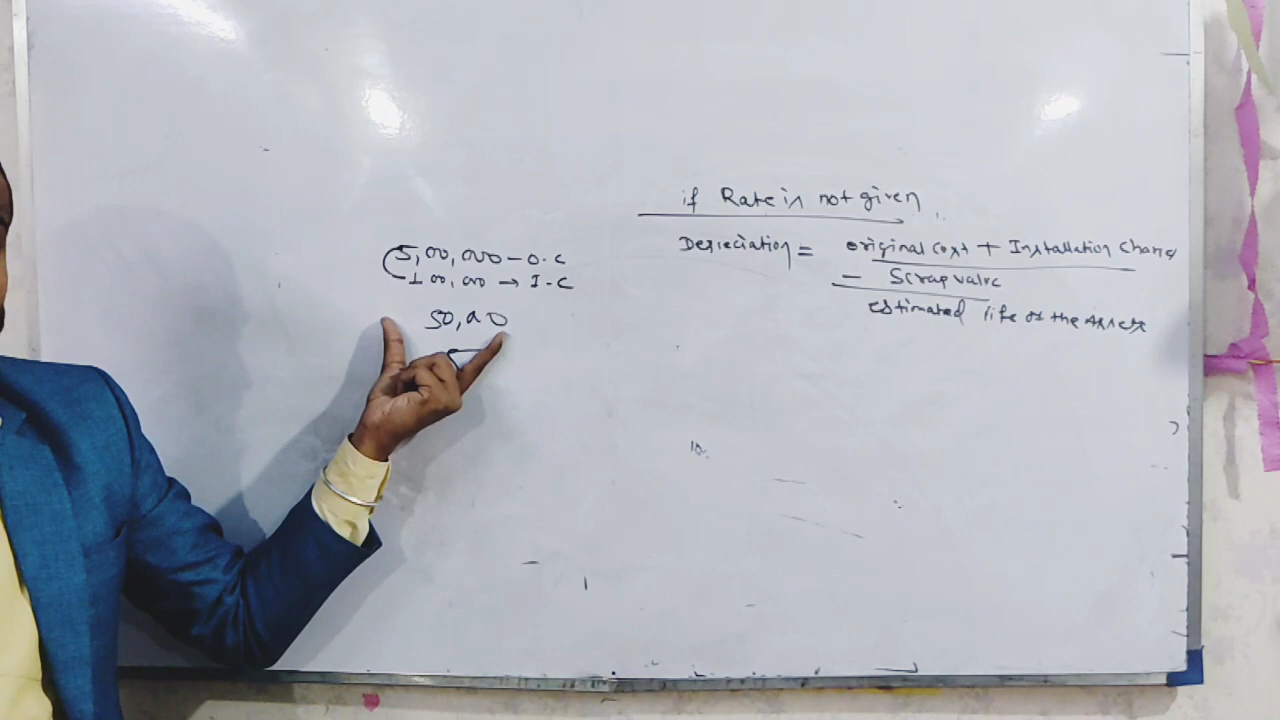 if Rate is not given
5,00,000 – O.C
1 00,000 → I-C
50,000
Depreciation = original Cost + Installation Charge
– Scrap value
estimated life of the Assets
10.